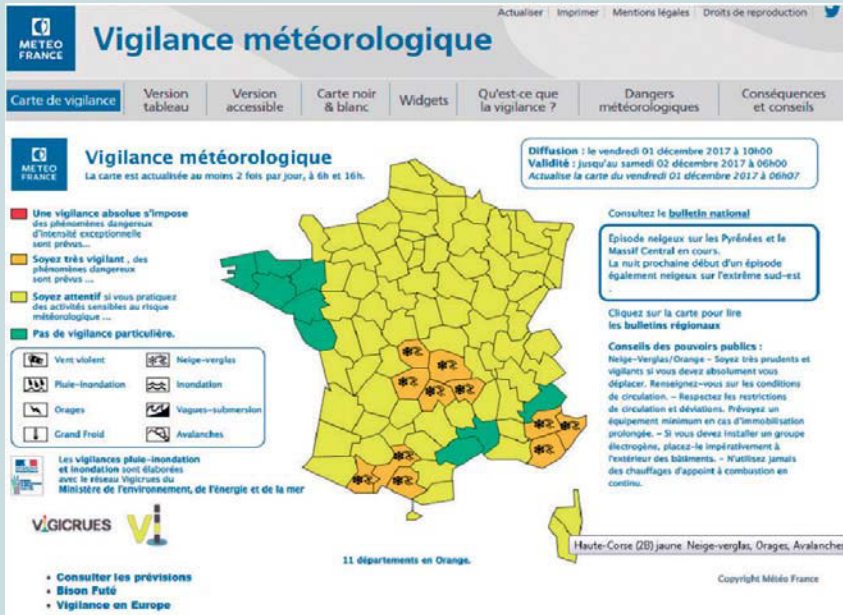 Actualiser | Imprimer | Mentions légales | Droits de reproduction
METEO
FRANCE
Vigilance météorologique
Carte de vigilance
Version
tableau
Version
accessible
Carte noir
& blanc
Widgets
Qu'est-ce que
la vigilance ?
Dangers
météorologiques
Conséquences
et conseils
METEO
FRANCE
Vigilance météorologique
La carte est actualisée au moins 2 fois par jour, à 6h et 16h.
Diffusion : le vendredi 01 décembre 2017 à 10h00
Validité : jusqu'au samedi 02 décembre 2017 à 06h00
Actualise la carte du vendredi 01 décembre 2017 à 06h07
Une vigilance absolue s'impose
des phénomènes dangereux
d'intensité exceptionnelle
sont prévus...
Soyez très vigilant , des
phénomènes dangereux
sont prévus ...
Soyez attentif si vous pratiquez
des activités sensibles au risque
météorologique ...
Pas de vigilance particulière.
Vent violent
Neige-verglas
Pluie-inondation
Inondation
Orages
Vagues-submersion
Grand Froid
Avalanches
Les vigilances pluie-inondation
et inondation sont élaborées
avec le réseau Vigicrues du
Ministère de l'environnement, de l'énergie et de la mer
VIGICRUES
Vi
• Consulter les prévisions
• Bison Futé
• Vigilance en Europe
11 départements en Orange.
Consultez le bulletin national
Épisode neigeux sur les Pyrénées et le
Massif Central en cours.
La nuit prochaine début d'un épisode
également neigeux sur l'extrême sud-est
.
Cliquez sur la carte pour lire
les bulletins régionaux
Conseils des pouvoirs publics :
Neige-Verglas/Orange – Soyez très prudents et
vigilants si vous devez absolument vous
déplacer. Renseignez-vous sur les conditions
de circulation. – Respectez les restrictions
de circulation et déviations. Prévoyez un
équipement minimum en cas d'immobilisation
prolongée. – Si vous devez installer un groupe
électrogène, placez-le impérativement à
l'extérieur des bâtiments. – N'utilisez jamais
des chauffages d'appoint à combustion en
continu.
Haute-Corse (2B) jaune: Neige-verglas, Orages, Avalanches
Copyright Météo France